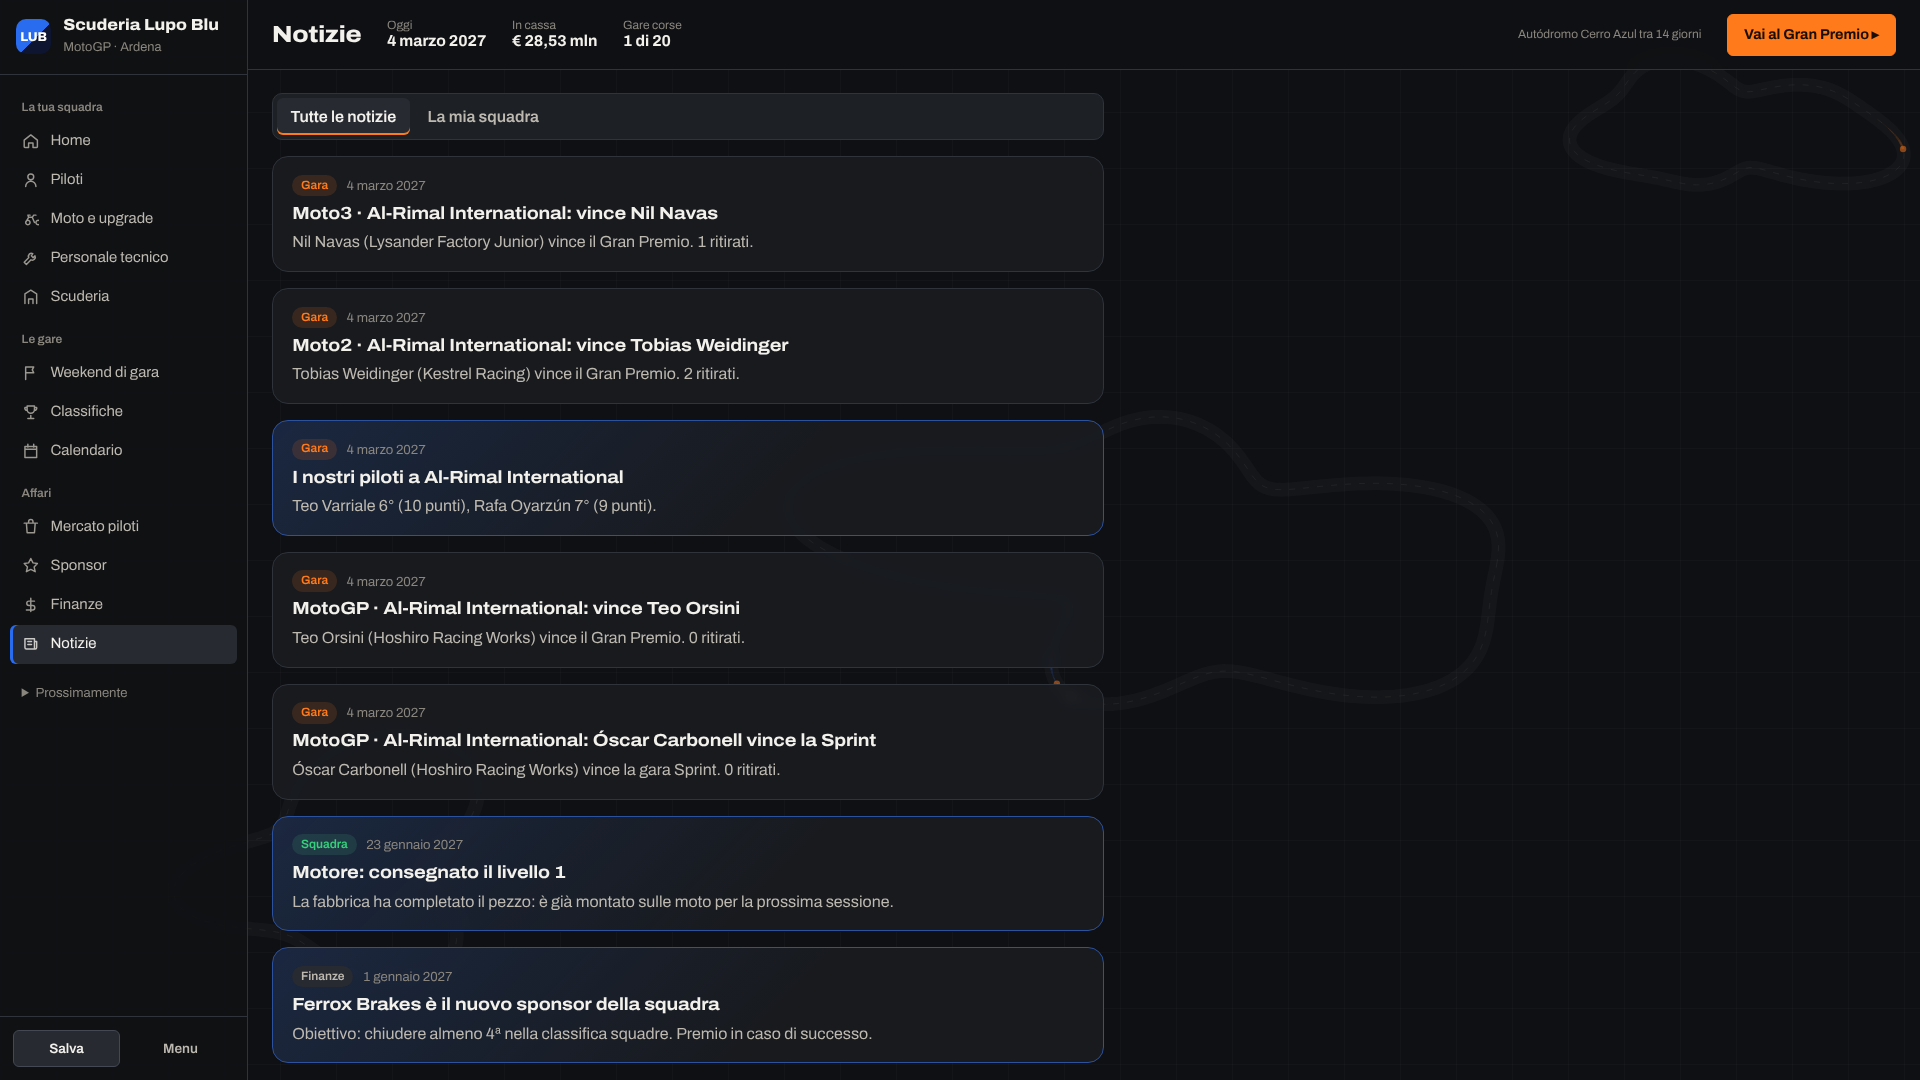 LUB
Scuderia Lupo Blu
MotoGP · Ardena
La tua squadra
Home
Piloti
Moto e upgrade
Personale tecnico
Scuderia
Le gare
Weekend di gara
Classifiche
Calendario
Affari
Mercato piloti
Sponsor
Finanze
Notizie
Prossimamente
Salva
Menu
Notizie
Oggi
4 marzo 2027
In cassa
€ 28,53 mln
Gare corse
1 di 20
Autódromo Cerro Azul tra 14 giorni
Vai al Gran Premio ▸
Tutte le notizie
La mia squadra
Gara
4 marzo 2027
Moto3 · Al-Rimal International: vince Nil Navas
Nil Navas (Lysander Factory Junior) vince il Gran Premio. 1 ritirati.
Gara
4 marzo 2027
Moto2 · Al-Rimal International: vince Tobias Weidinger
Tobias Weidinger (Kestrel Racing) vince il Gran Premio. 2 ritirati.
Gara
4 marzo 2027
I nostri piloti a Al-Rimal International
Teo Varriale 6° (10 punti), Rafa Oyarzún 7° (9 punti).
Gara
4 marzo 2027
MotoGP · Al-Rimal International: vince Teo Orsini
Teo Orsini (Hoshiro Racing Works) vince il Gran Premio. 0 ritirati.
Gara
4 marzo 2027
MotoGP · Al-Rimal International: Óscar Carbonell vince la Sprint
Óscar Carbonell (Hoshiro Racing Works) vince la gara Sprint. 0 ritirati.
Squadra
23 gennaio 2027
Motore: consegnato il livello 1
La fabbrica ha completato il pezzo: è già montato sulle moto per la prossima sessione.
Finanze
1 gennaio 2027
Ferrox Brakes è il nuovo sponsor della squadra
Obiettivo: chiudere almeno 4ª nella classifica squadre. Premio in caso di successo.